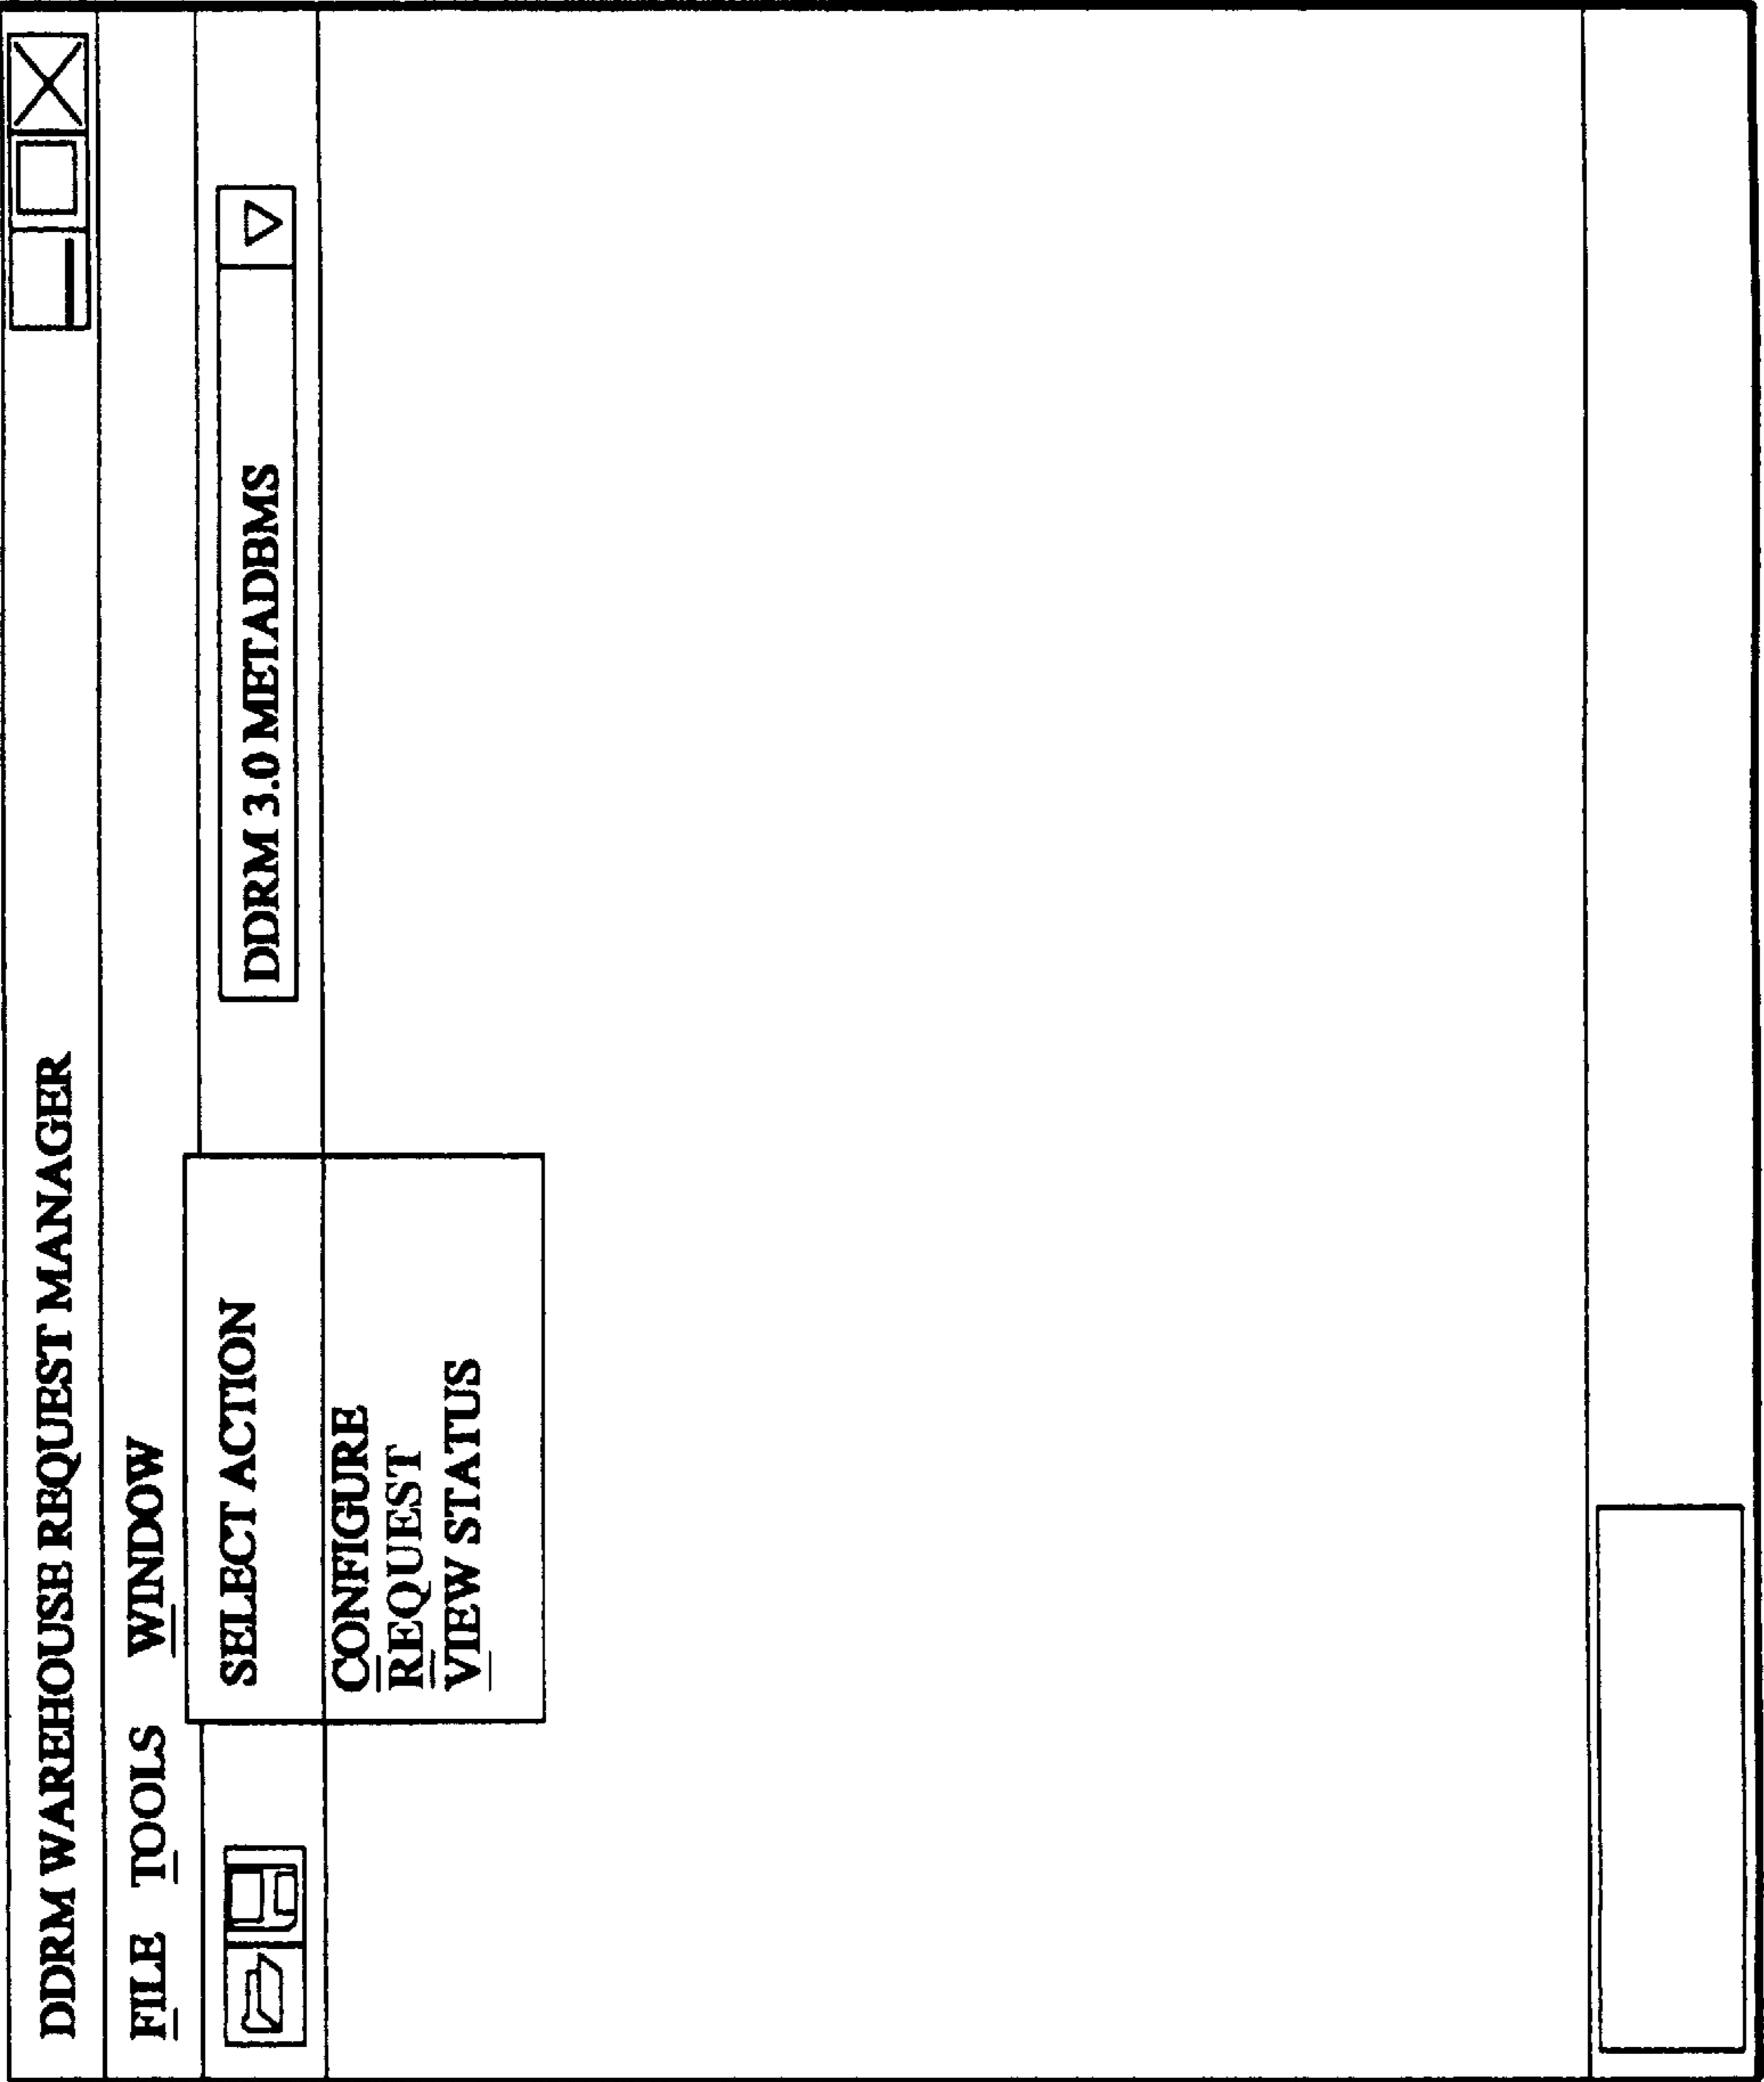 DDRM WAREHOUSE REQUEST MANAGER
FILE TOOLS WINDOW
SELECT ACTION
DDRM 3.0 METADBMS
CONFIGURE
REQUEST
VIEW STATUS